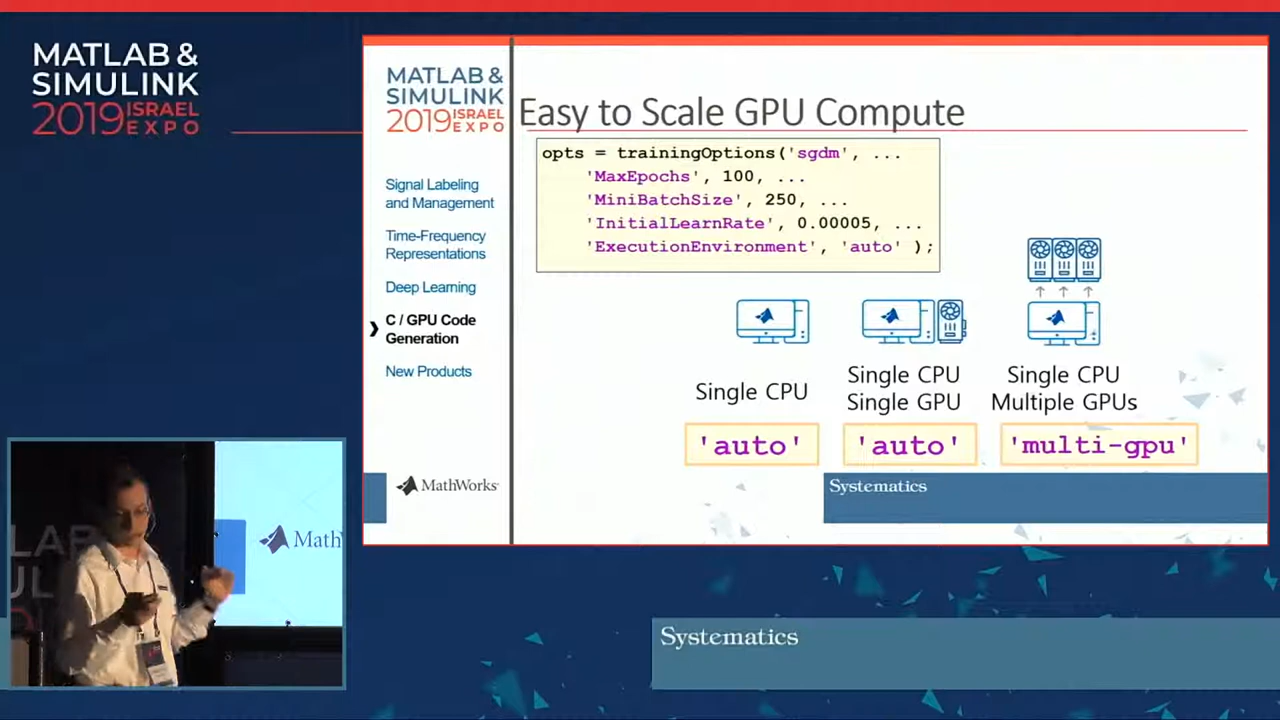 MATLAB &
SIMULINK
2019 ISRAEL
EXPO
MATLAB &
SIMULINK
2019 ISRAEL
EXPO
Signal Labeling
and Management
Time-Frequency
Representations
Deep Learning
❯ C / GPU Code
Generation
New Products
MathWorks
Easy to Scale GPU Compute
opts = trainingOptions('sgdm', ...
'MaxEpochs', 100, ...
'MiniBatchSize', 250, ...
'InitialLearnRate', 0.00005, ...
'ExecutionEnvironment', 'auto' );
Single CPU
'auto'
Single CPU
Single GPU
'auto'
Single CPU
Multiple GPUs
'multi-gpu'
Systematics
Math
Systematics